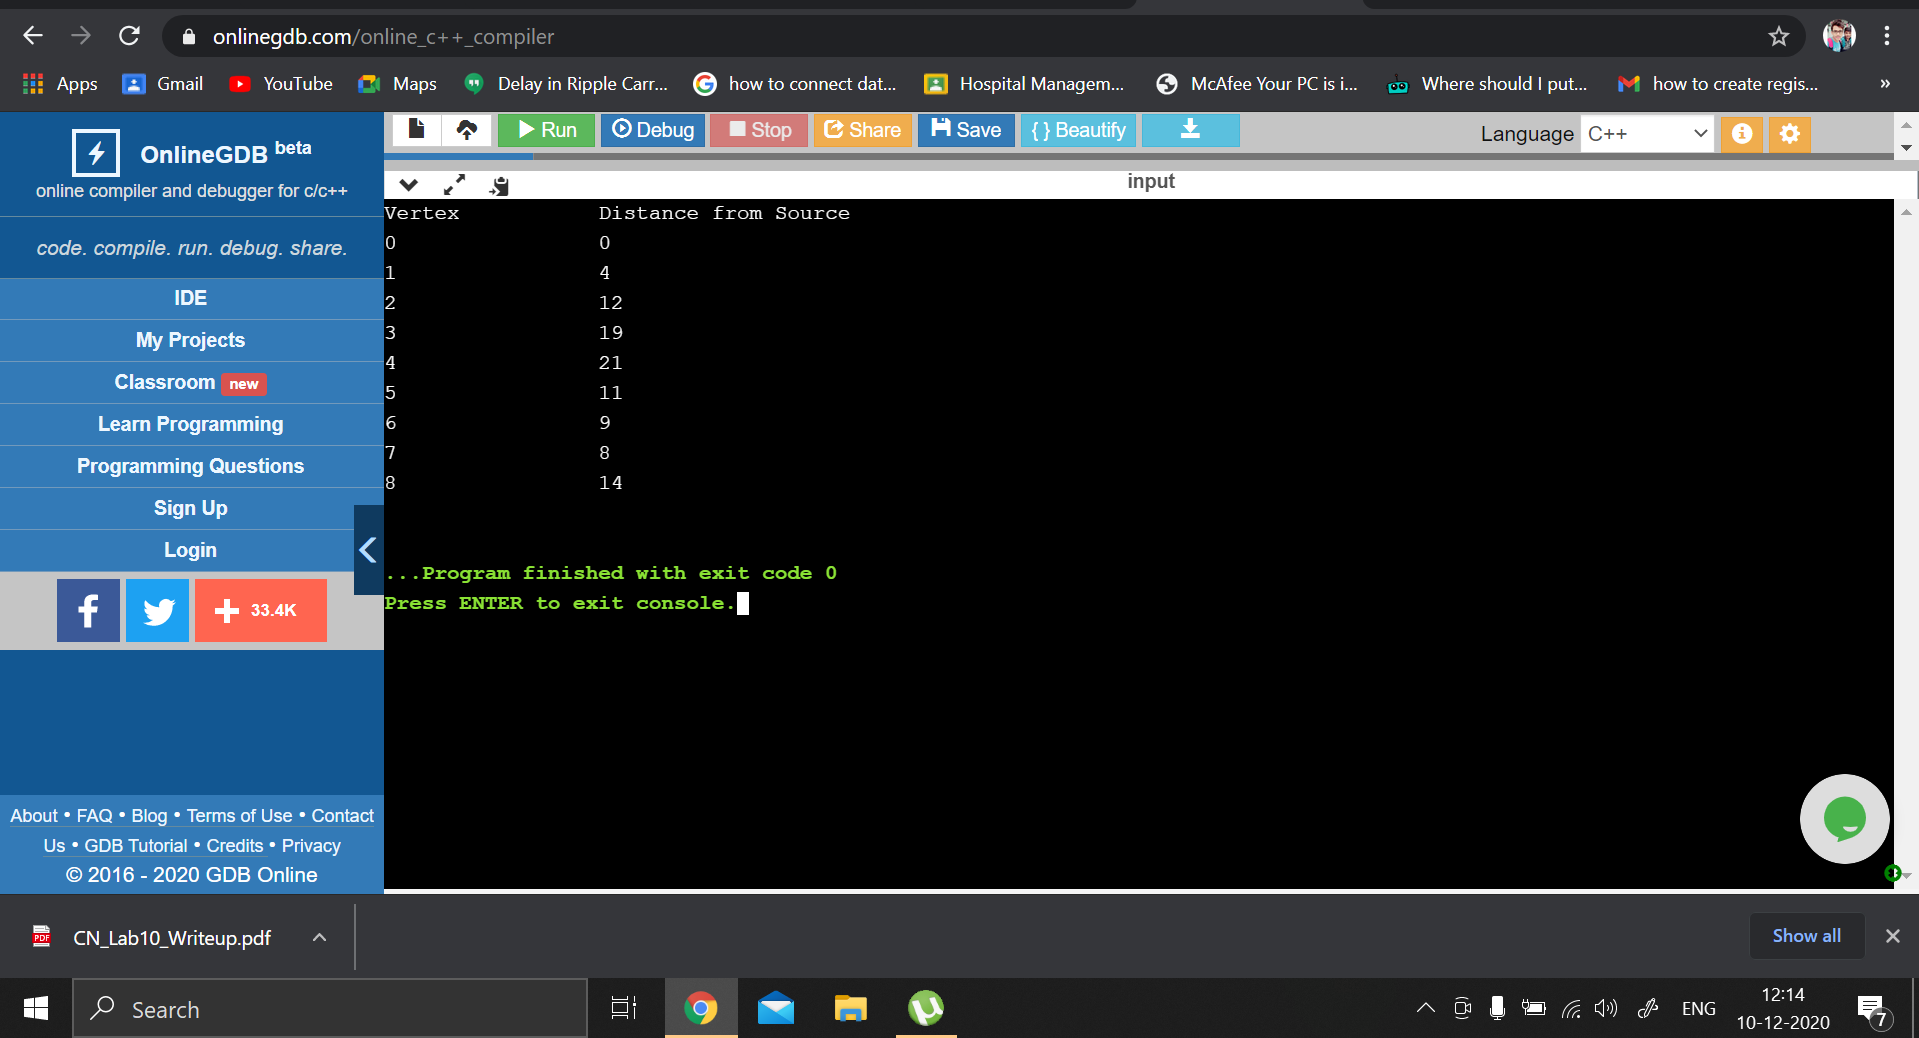 onlinegdb.com/online_c++_compiler
Apps Gmail YouTube Maps Delay in Ripple Carr... how to connect dat... Hospital Managem... McAfee Your PC is i... Where should I put... how to create regis... »
OnlineGDB beta
online compiler and debugger for c/c++
code. compile. run. debug. share.
IDE
My Projects
Classroom new
Learn Programming
Programming Questions
Sign Up
Login
33.4K
About • FAQ • Blog • Terms of Use • Contact
Us • GDB Tutorial • Credits • Privacy
© 2016 - 2020 GDB Online
Run Debug Stop Share Save { } Beautify Language C++
input
Vertex Distance from Source
0 0
1 4
2 12
3 19
4 21
5 11
6 9
7 8
8 14
...Program finished with exit code 0
Press ENTER to exit console.
PDF CN_Lab10_Writeup.pdf Show all
Search ENG 12:14
10-12-2020 7